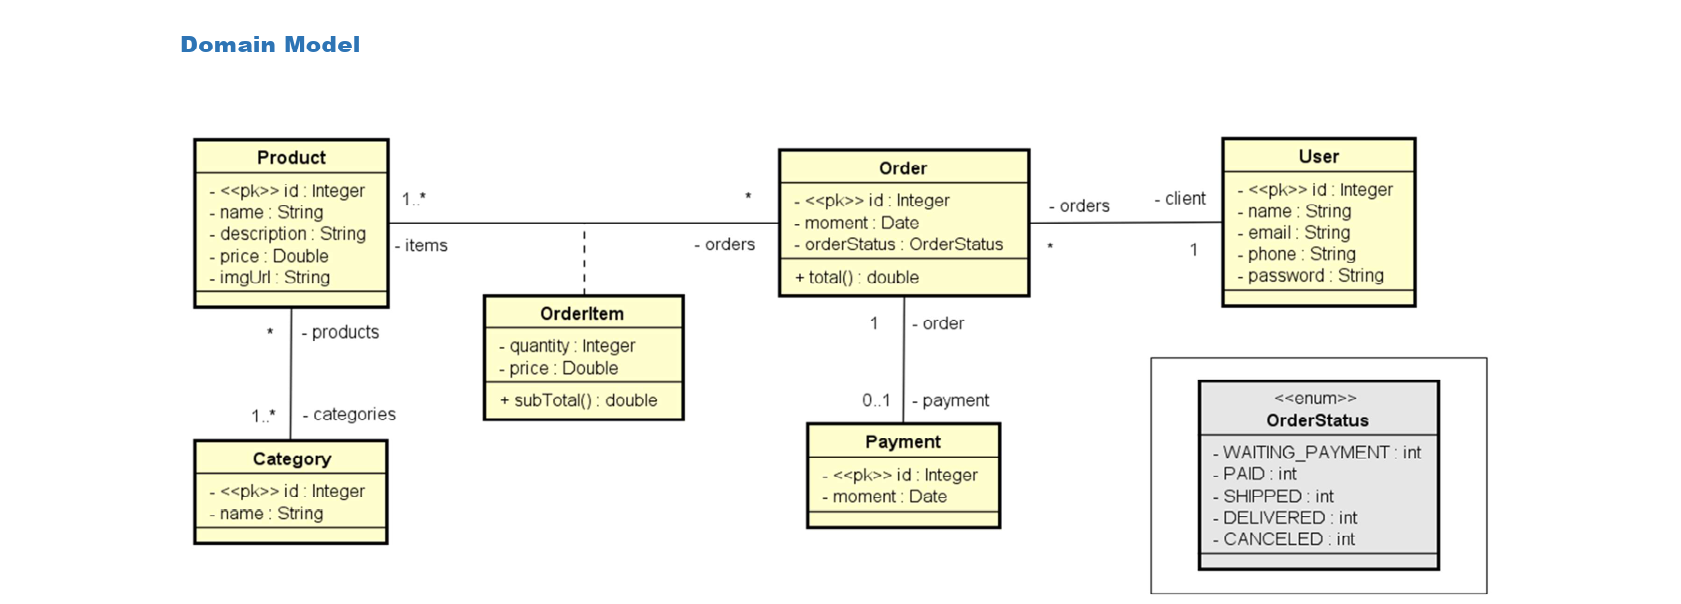 Domain Model
Product
- <<pk>> id : Integer
- name : String
- description : String
- price : Double
- imgUrl : String
1..*
- items
*
- orders
Order
- <<pk>> id : Integer
- moment : Date
- orderStatus : OrderStatus
+ total() : double
- orders
*
- client
1
User
- <<pk>> id : Integer
- name : String
- email : String
- phone : String
- password : String
OrderItem
- quantity : Integer
- price : Double
+ subTotal() : double
* - products
1..* - categories
Category
- <<pk>> id : Integer
- name : String
1 - order
0..1 - payment
Payment
- <<pk>> id : Integer
- moment : Date
<<enum>>
OrderStatus
- WAITING_PAYMENT : int
- PAID : int
- SHIPPED : int
- DELIVERED : int
- CANCELED : int